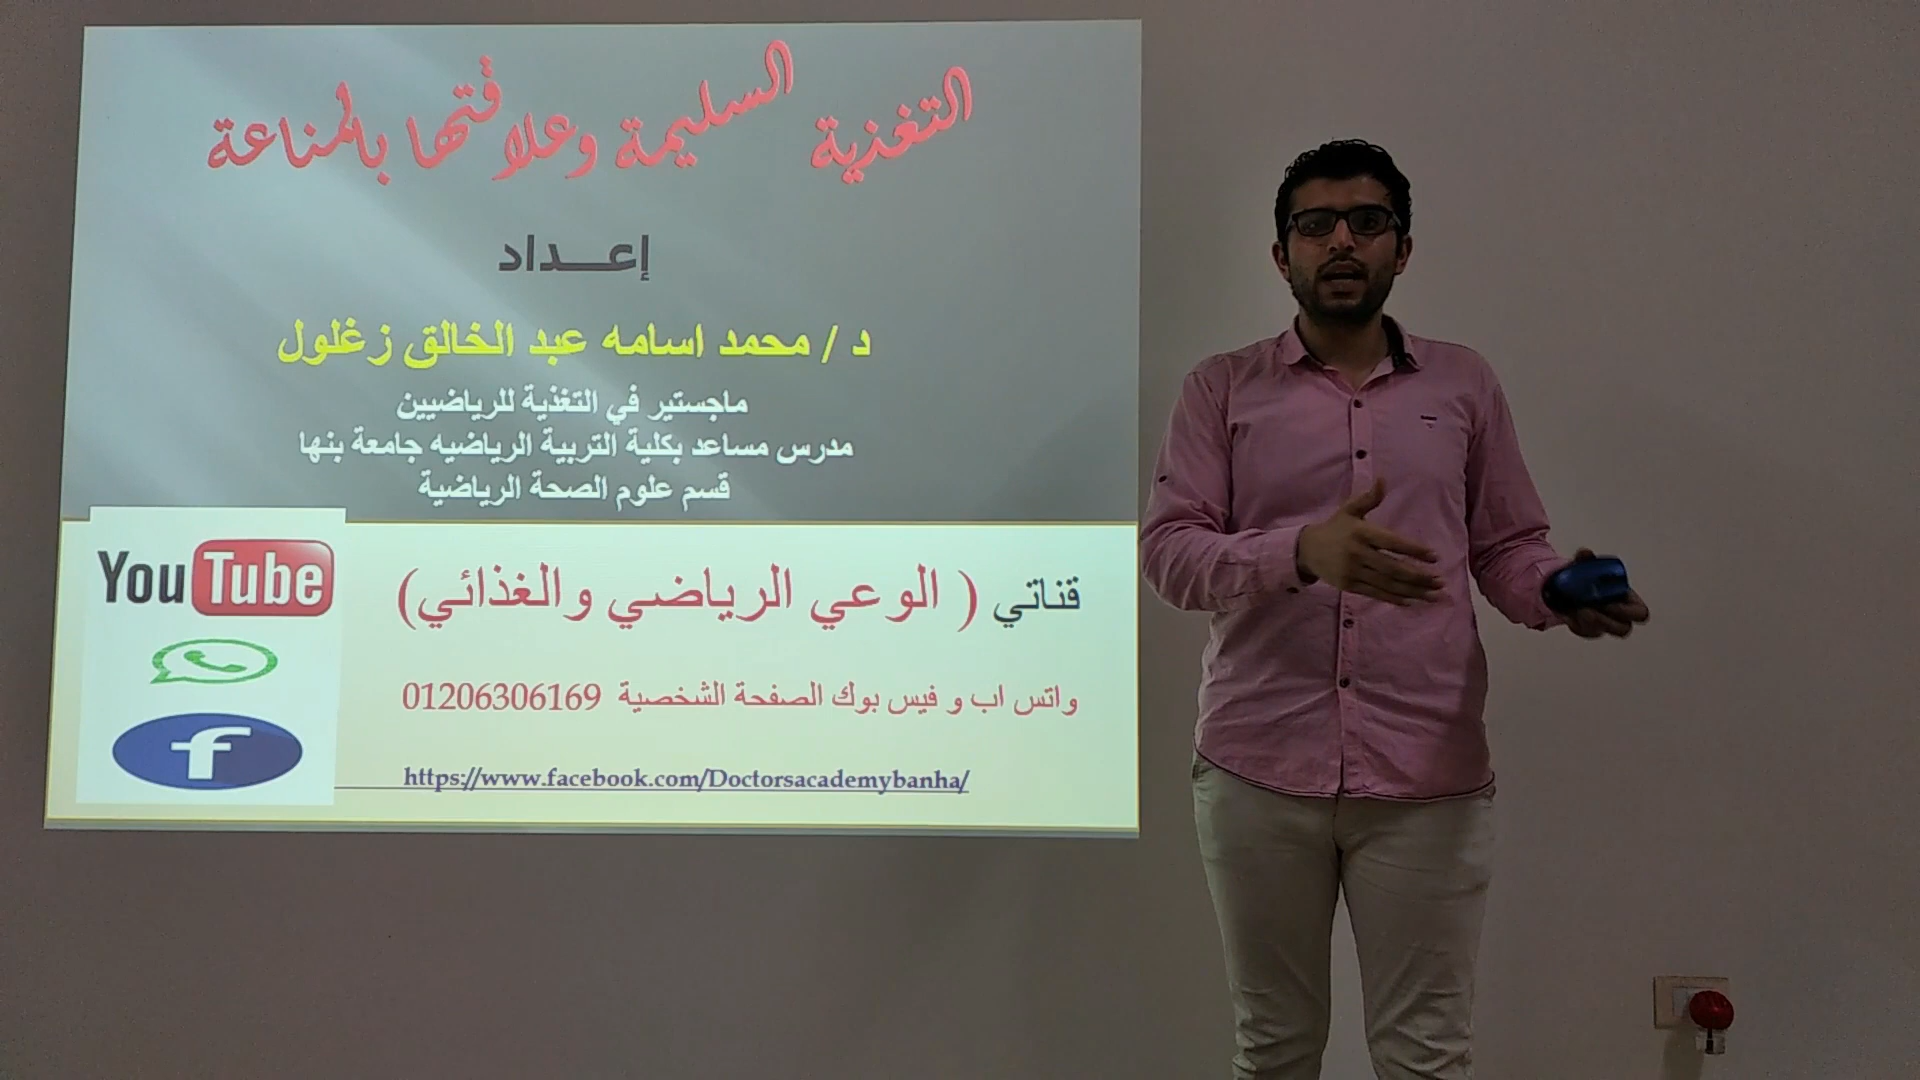 التغذية السليمة وعلاقتها بالمناعة
إعـــداد
د / محمد اسامه عبد الخالق زغلول
ماجستير في التغذية للرياضيين
مدرس مساعد بكلية التربية الرياضيه جامعة بنها
قسم علوم الصحة الرياضية
YouTube
قناتي ( الوعي الرياضي والغذائي)
واتس اب و فيس بوك الصفحة الشخصية 01206306169
f
https://www.facebook.com/Doctorsacademybanha/